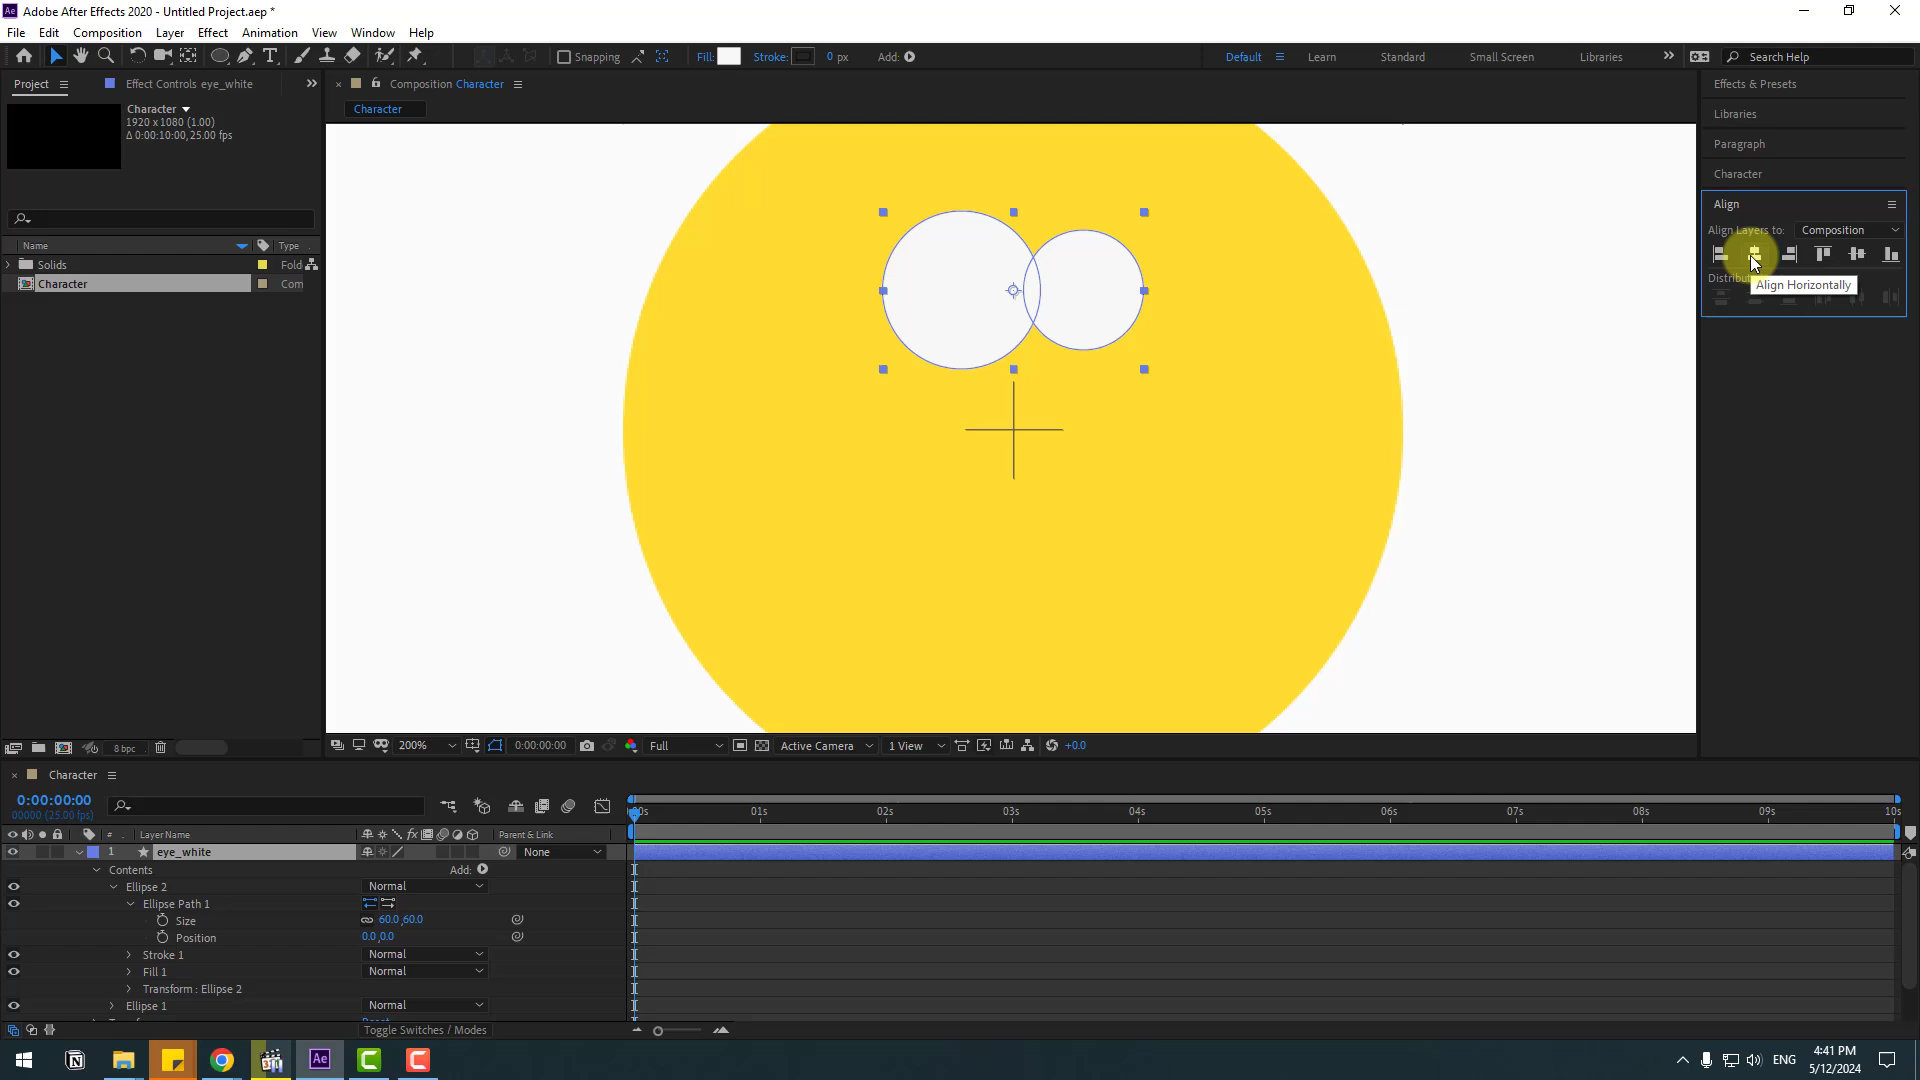 Adobe After Effects 2020 - Untitled Project.aep *
File Edit Composition Layer Effect Animation View Window Help
Snapping Fill: Stroke: 0 px Add: Default Learn Standard Small Screen Libraries Search Help
Project Effect Controls eye_white Composition Character Effects & Presets
Character
1920 x 1080 (1.00)
Δ 0:00:10:00, 25.00 fps
Character
Libraries
Paragraph
Character
Align
Align Layers to: Composition
Align Horizontally
Name Type
Solids Fold
Character Com
8 bpc
200% 0:00:00:00 Full Active Camera 1 View +0.0
Character
0:00:00:00
00000 (25.00 fps)
:00s 01s 02s 03s 04s 05s 06s 07s 08s 09s 10s
# Layer Name Parent & Link
1 eye_white None
Contents Add:
Ellipse 2 Normal
Ellipse Path 1
Size 60.0,60.0
Position 0.0,0.0
Stroke 1 Normal
Fill 1 Normal
Transform : Ellipse 2
Ellipse 1 Normal
Toggle Switches / Modes
Ae ENG 4:41 PM
5/12/2024